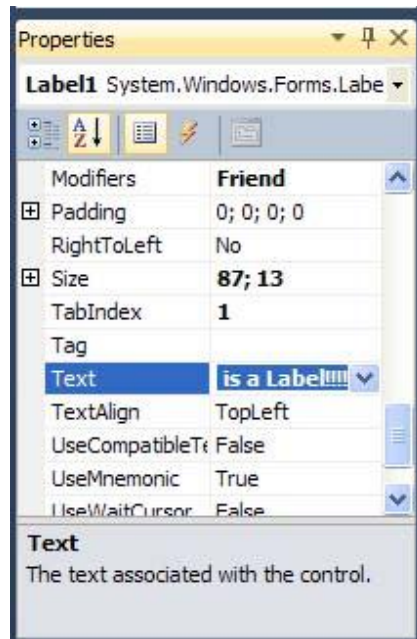 Properties
Label1 System.Windows.Forms.Labe
Modifiers Friend
Padding 0; 0; 0; 0
RightToLeft No
Size 87; 13
TabIndex 1
Tag
Text is a Label!!!!
TextAlign TopLeft
UseCompatibleTe False
UseMnemonic True
UseWaitCursor False
Text
The text associated with the control.